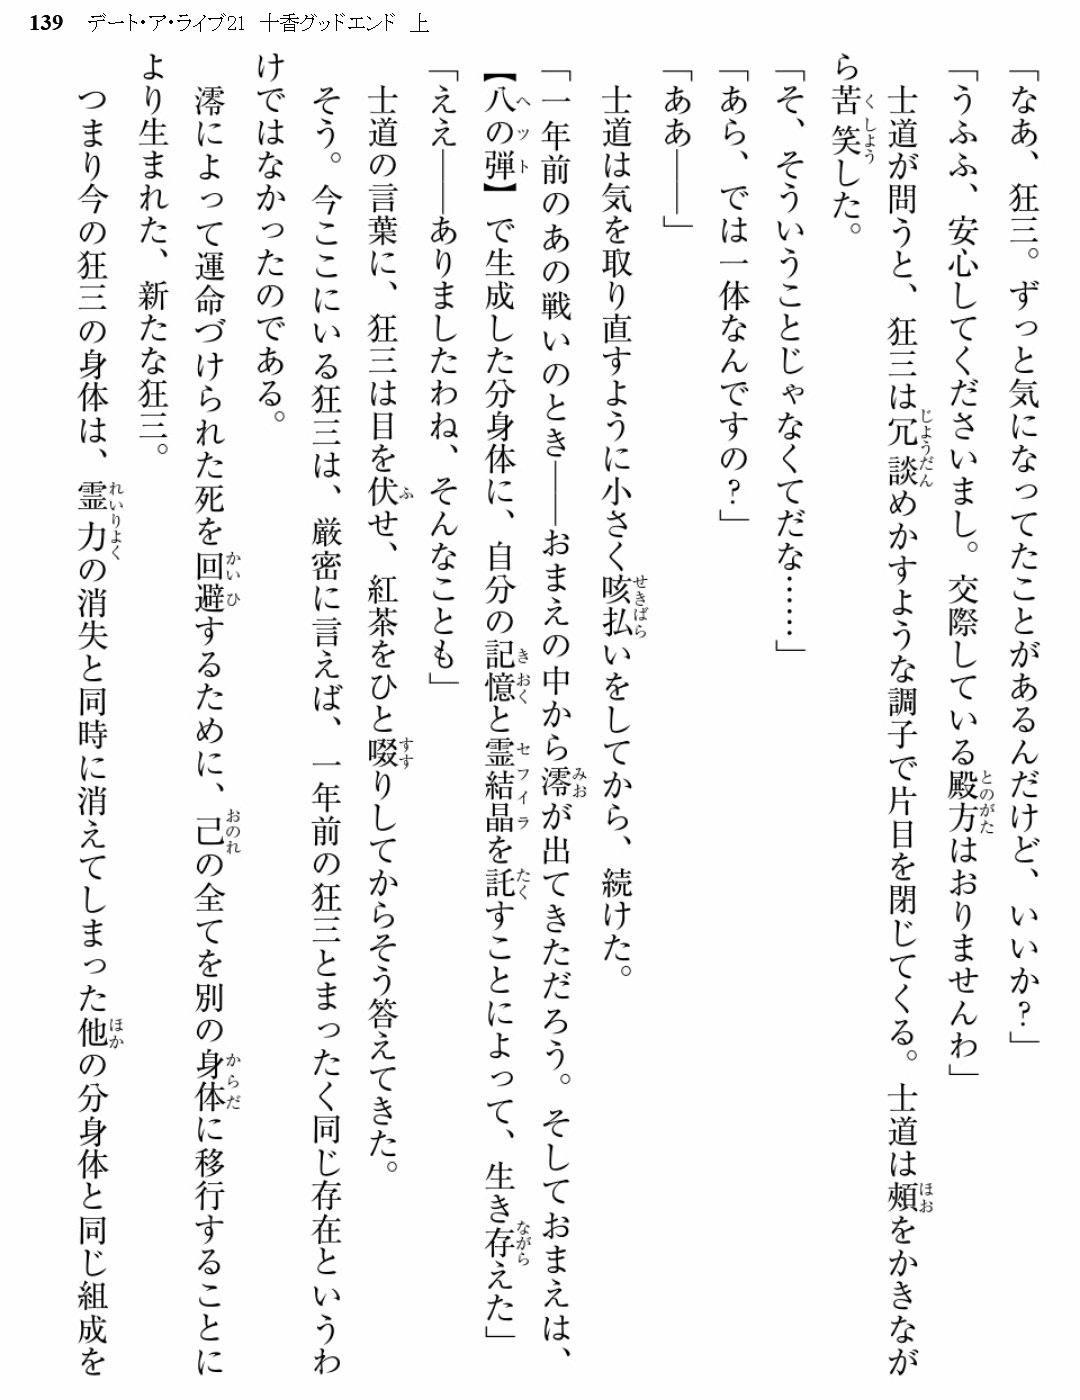 139 デート・ア・ライブ21 十香グッドエンド 上
「なあ、狂三。ずっと気になってたことがあるんだけど、いいか?」
「うふふ、安心してくださいまし。交際している殿方はおりませんわ」
士道が問うと、狂三は冗談めかすような調子で片目を閉じてくる。士道は頰をかきなが
ら苦笑した。
「そ、そういうことじゃなくてだな……」
「あら、では一体なんですの?」
「ああ――」
士道は気を取り直すように小さく咳払いをしてから、続けた。
「一年前のあの戦いのとき――おまえの中から澪が出てきただろう。そしておまえは、
【八の弾】で生成した分身体に、自分の記憶と霊結晶を託すことによって、生き存えた」
「ええ――ありましたわね、そんなことも」
士道の言葉に、狂三は目を伏せ、紅茶をひと啜りしてからそう答えてきた。
そう。今ここにいる狂三は、厳密に言えば、一年前の狂三とまったく同じ存在というわ
けではなかったのである。
澪によって運命づけられた死を回避するために、己の全てを別の身体に移行することに
より生まれた、新たな狂三。
つまり今の狂三の身体は、霊力の消失と同時に消えてしまった他の分身体と同じ組成を